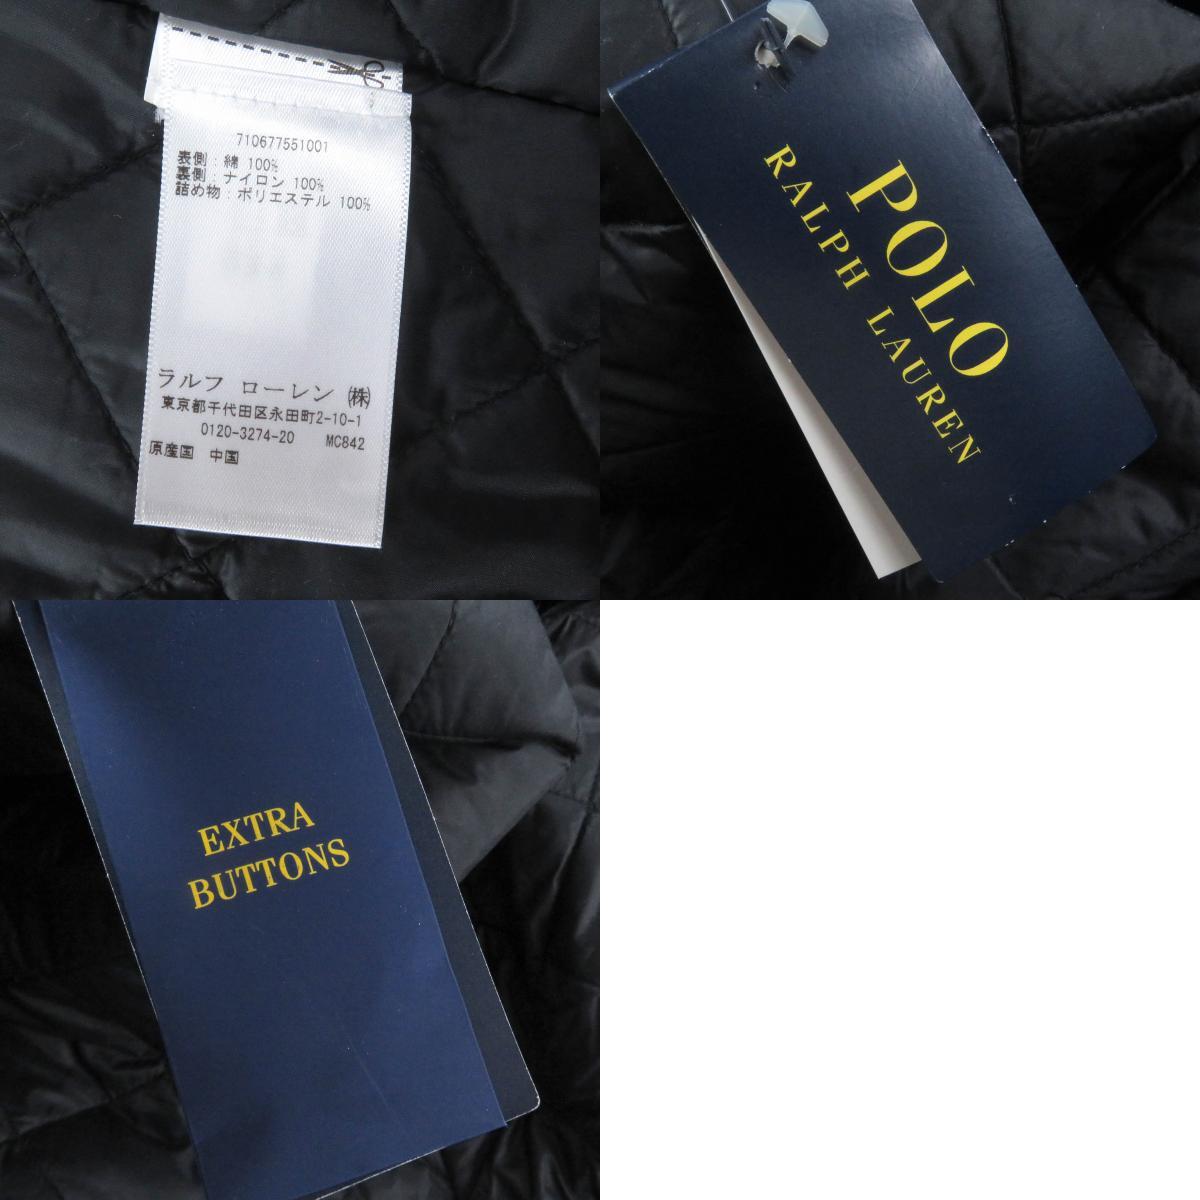 710677551001
表側：綿 100%
裏側：ナイロン 100%
詰め物：ポリエステル 100%
ラルフ ローレン ㈱
東京都千代田区永田町2-10-1
0120-3274-20 MC842
原産国 中国
POLO
RALPH LAUREN
EXTRA
BUTTONS